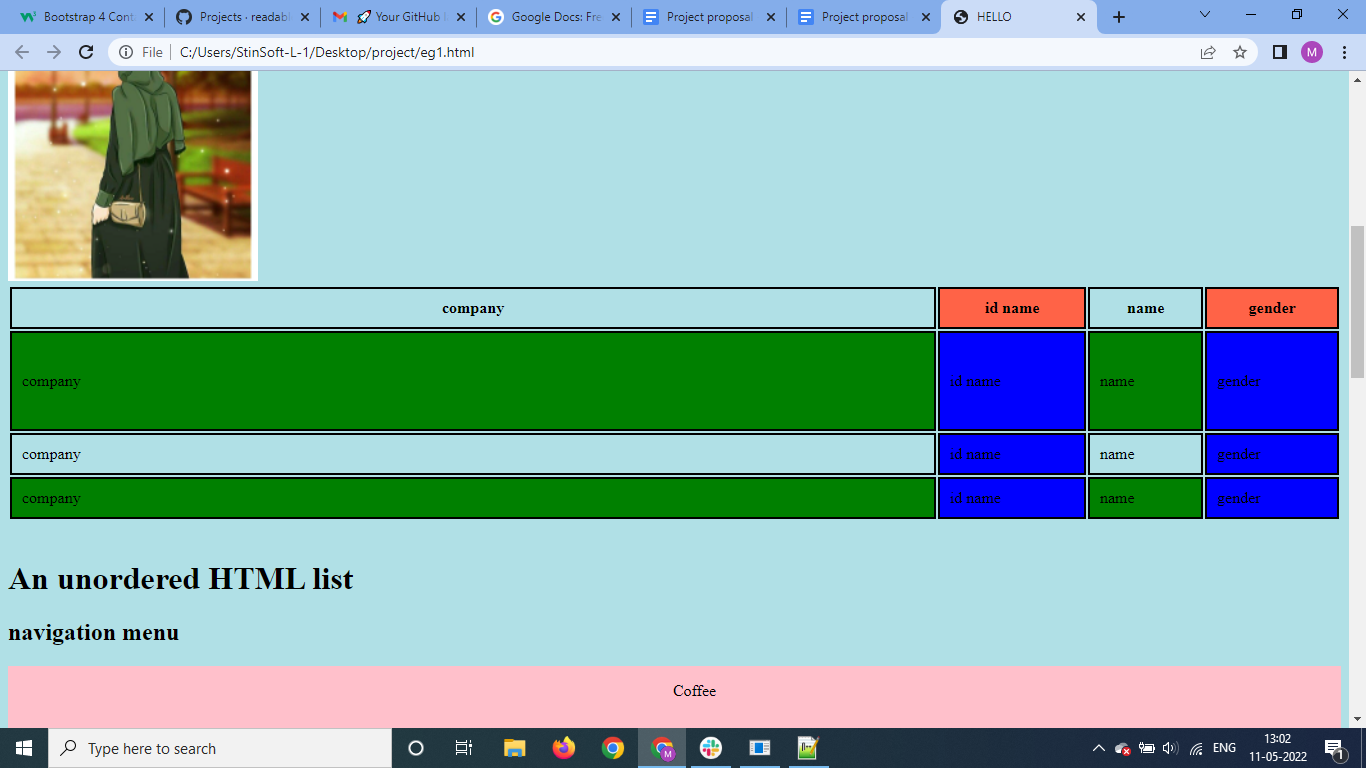 Bootstrap 4 Cont
Projects · readabl
Your GitHub l
Google Docs: Fre
Project proposal
Project proposal
HELLO
File
C:/Users/StinSoft-L-1/Desktop/project/eg1.html
M
company id name name gender
company id name name gender
company id name name gender
company id name name gender
An unordered HTML list
navigation menu
Coffee
Type here to search
M
ENG
13:02
11-05-2022
1